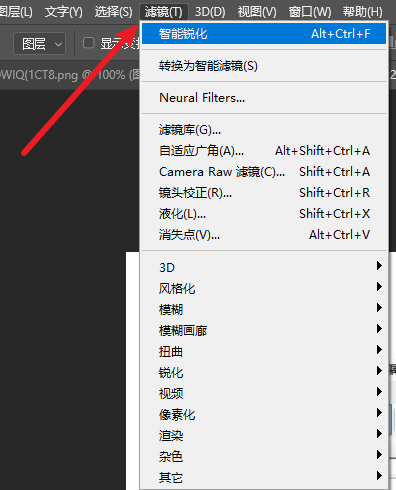 图层(L) 文字(Y) 选择(S) 滤镜(T) 3D(D) 视图(V) 窗口(W) 帮助(H)
图层 显示变换
智能锐化 Alt+Ctrl+F
OWIQ(1CT8.png @ 100%
转换为智能滤镜(S)
Neural Filters...
滤镜库(G)...
自适应广角(A)... Alt+Shift+Ctrl+A
Camera Raw 滤镜(C)... Shift+Ctrl+A
镜头校正(R)... Shift+Ctrl+R
液化(L)... Shift+Ctrl+X
消失点(V)... Alt+Ctrl+V
3D
风格化
模糊
模糊画廊
扭曲
锐化
视频
像素化
渲染
杂色
其它